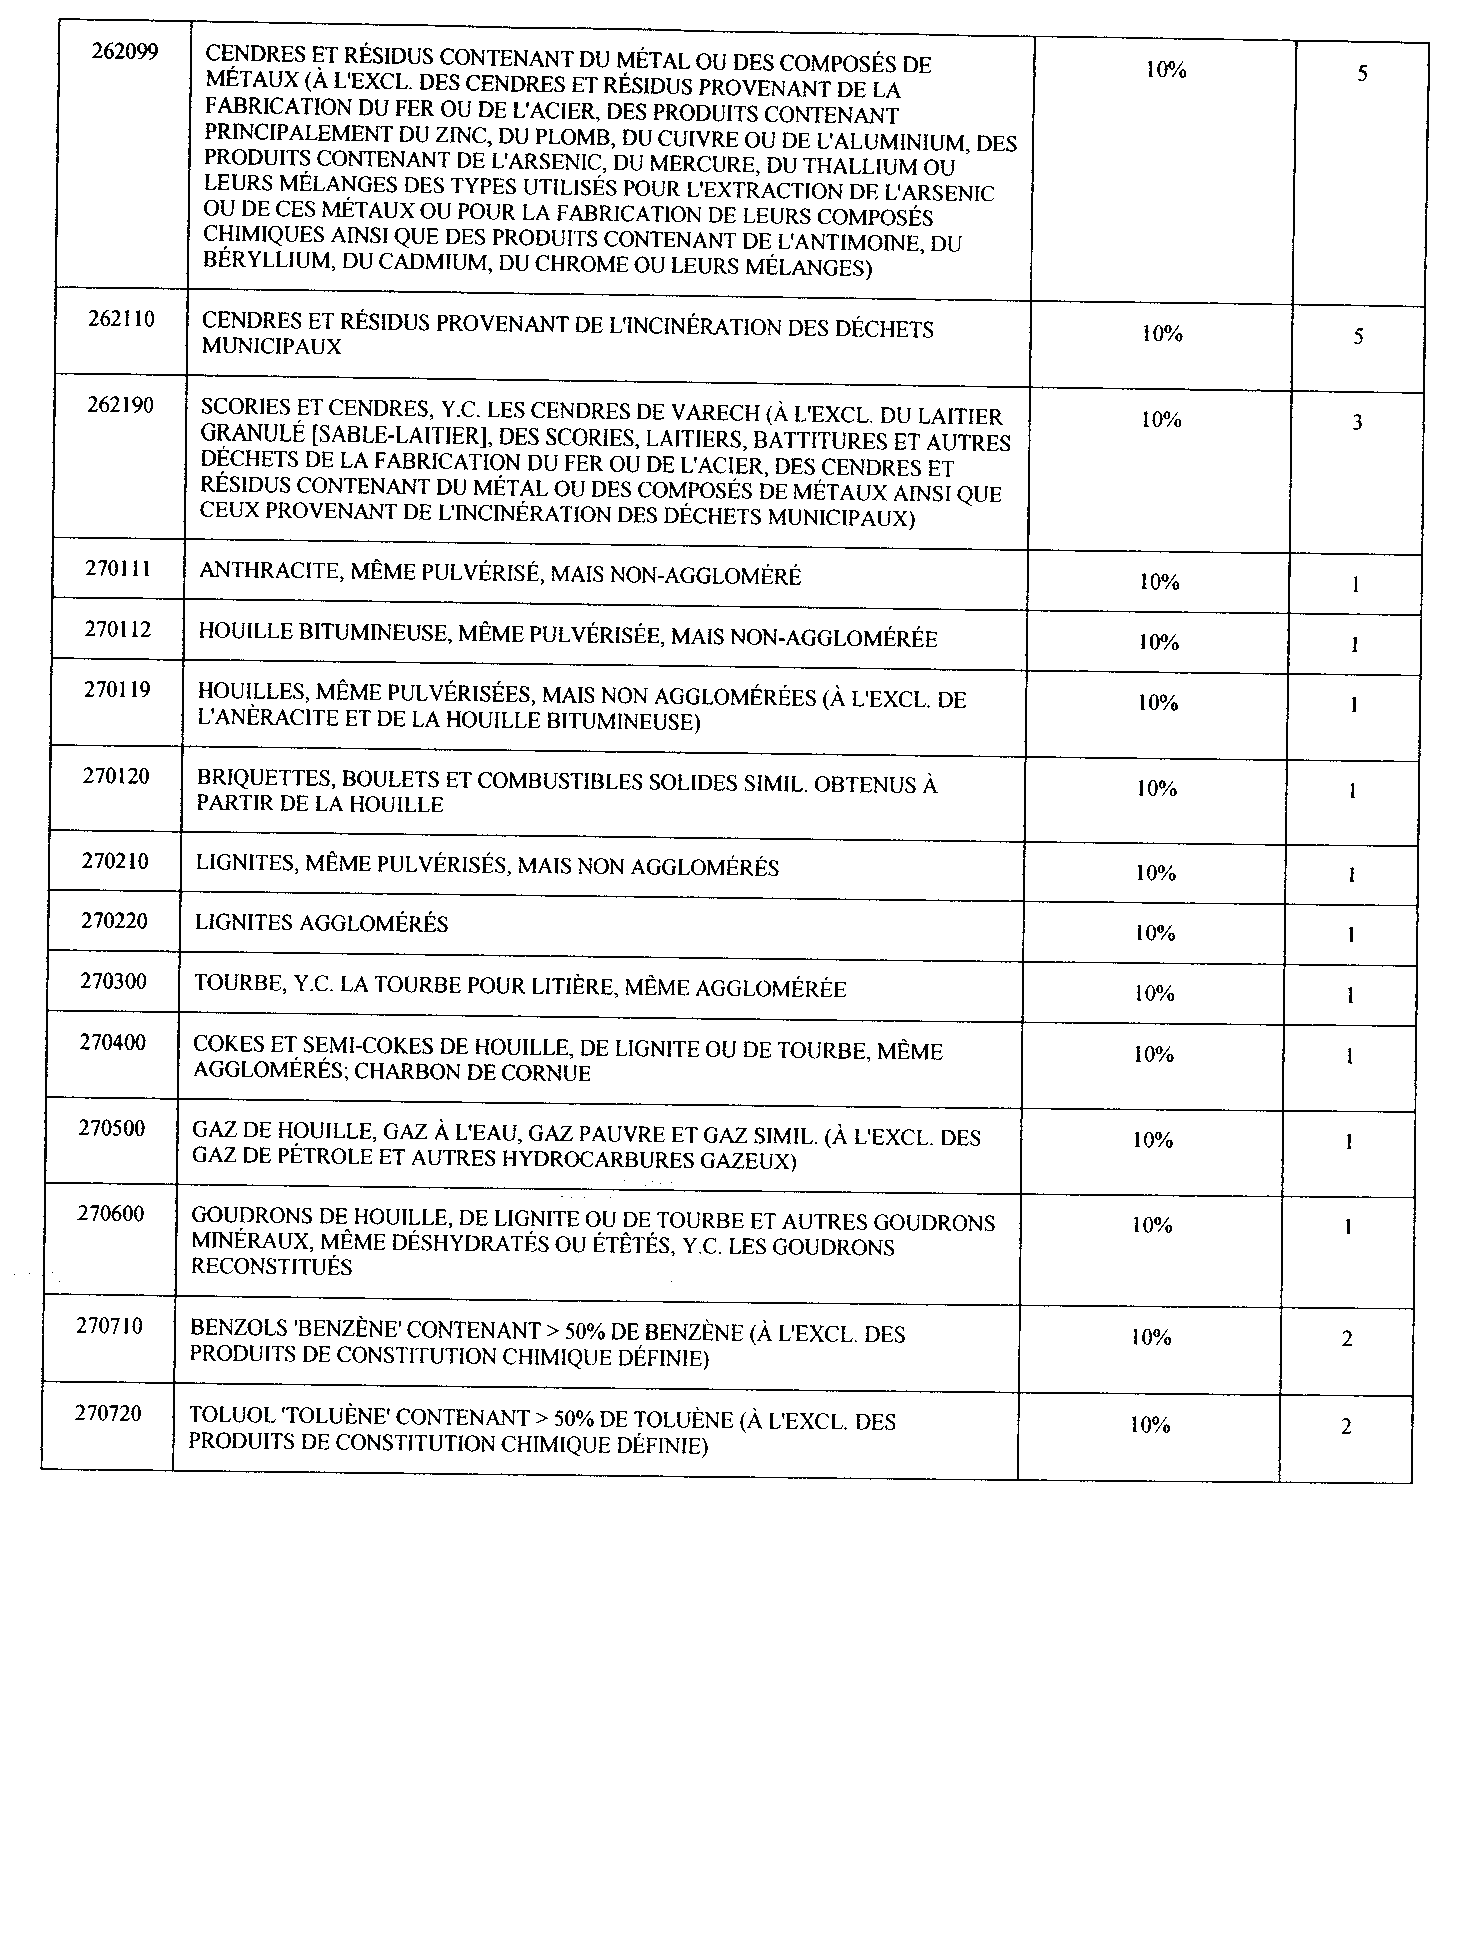 262099 CENDRES ET RÉSIDUS CONTENANT DU MÉTAL OU DES COMPOSÉS DE 10% 5
MÉTAUX (À L'EXCL. DES CENDRES ET RÉSIDUS PROVENANT DE LA
FABRICATION DU FER OU DE L'ACIER, DES PRODUITS CONTENANT
PRINCIPALEMENT DU ZINC, DU PLOMB, DU CUIVRE OU DE L'ALUMINIUM, DES
PRODUITS CONTENANT DE L'ARSENIC, DU MERCURE, DU THALLIUM OU
LEURS MÉLANGES DES TYPES UTILISÉS POUR L'EXTRACTION DE L'ARSENIC
OU DE CES MÉTAUX OU POUR LA FABRICATION DE LEURS COMPOSÉS
CHIMIQUES AINSI QUE DES PRODUITS CONTENANT DE L'ANTIMOINE, DU
BÉRYLLIUM, DU CADMIUM, DU CHROME OU LEURS MÉLANGES)
262110 CENDRES ET RÉSIDUS PROVENANT DE L'INCINÉRATION DES DÉCHETS 10% 5
MUNICIPAUX
262190 SCORIES ET CENDRES, Y.C. LES CENDRES DE VARECH (À L'EXCL. DU LAITIER 10% 3
GRANULÉ [SABLE-LAITIER], DES SCORIES, LAITIERS, BATTITURES ET AUTRES
DÉCHETS DE LA FABRICATION DU FER OU DE L'ACIER, DES CENDRES ET
RÉSIDUS CONTENANT DU MÉTAL OU DES COMPOSÉS DE MÉTAUX AINSI QUE
CEUX PROVENANT DE L'INCINÉRATION DES DÉCHETS MUNICIPAUX)
270111 ANTHRACITE, MÊME PULVÉRISÉ, MAIS NON-AGGLOMÉRÉ 10% 1
270112 HOUILLE BITUMINEUSE, MÊME PULVÉRISÉE, MAIS NON-AGGLOMÉRÉE 10% 1
270119 HOUILLES, MÊME PULVÉRISÉES, MAIS NON AGGLOMÉRÉES (À L'EXCL. DE 10% 1
L'ANÈRACITE ET DE LA HOUILLE BITUMINEUSE)
270120 BRIQUETTES, BOULETS ET COMBUSTIBLES SOLIDES SIMIL. OBTENUS À 10% 1
PARTIR DE LA HOUILLE
270210 LIGNITES, MÊME PULVÉRISÉS, MAIS NON AGGLOMÉRÉS 10% 1
270220 LIGNITES AGGLOMÉRÉS 10% 1
270300 TOURBE, Y.C. LA TOURBE POUR LITIÈRE, MÊME AGGLOMÉRÉE 10% 1
270400 COKES ET SEMI-COKES DE HOUILLE, DE LIGNITE OU DE TOURBE, MÊME 10% 1
AGGLOMÉRÉS; CHARBON DE CORNUE
270500 GAZ DE HOUILLE, GAZ À L'EAU, GAZ PAUVRE ET GAZ SIMIL. (À L'EXCL. DES 10% 1
GAZ DE PÉTROLE ET AUTRES HYDROCARBURES GAZEUX)
270600 GOUDRONS DE HOUILLE, DE LIGNITE OU DE TOURBE ET AUTRES GOUDRONS 10% 1
MINÉRAUX, MÊME DÉSHYDRATÉS OU ÉTÊTÉS, Y.C. LES GOUDRONS
RECONSTITUÉS
270710 BENZOLS 'BENZÈNE' CONTENANT > 50% DE BENZÈNE (À L'EXCL. DES 10% 2
PRODUITS DE CONSTITUTION CHIMIQUE DÉFINIE)
270720 TOLUOL 'TOLUÈNE' CONTENANT > 50% DE TOLUÈNE (À L'EXCL. DES 10% 2
PRODUITS DE CONSTITUTION CHIMIQUE DÉFINIE)